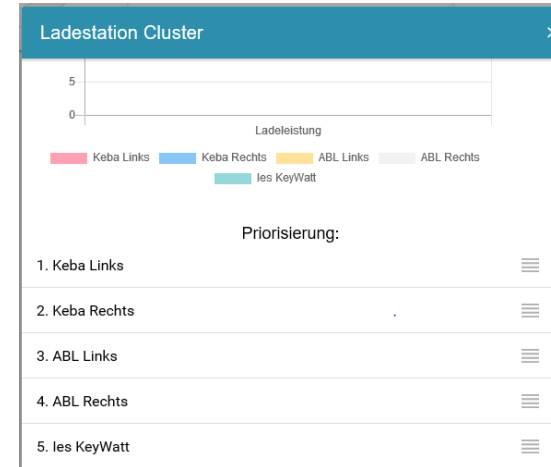 Ladestation Cluster
5
0
Ladeleistung
Keba Links Keba Rechts ABL Links ABL Rechts
Ies KeyWatt
Priorisierung:
1. Keba Links
2. Keba Rechts
3. ABL Links
4. ABL Rechts
5. Ies KeyWatt